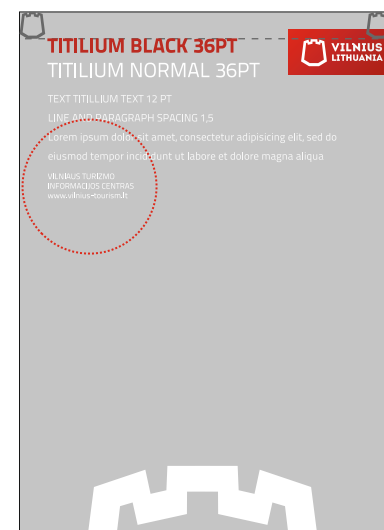 TITILIUM BLACK 36PT
TITILIUM NORMAL 36PT
VILNIUS
LITHUANIA
TEXT TITILLIUM TEXT 12 PT
LINE AND PARAGRAPH SPACING 1,5
Lorem ipsum dolor sit amet, consectetur adipisicing elit, sed do
eiusmod tempor incididunt ut labore et dolore magna aliqua
VILNIAUS TURIZMO
INFORMACIJOS CENTRAS
www.vilnius-tourism.lt